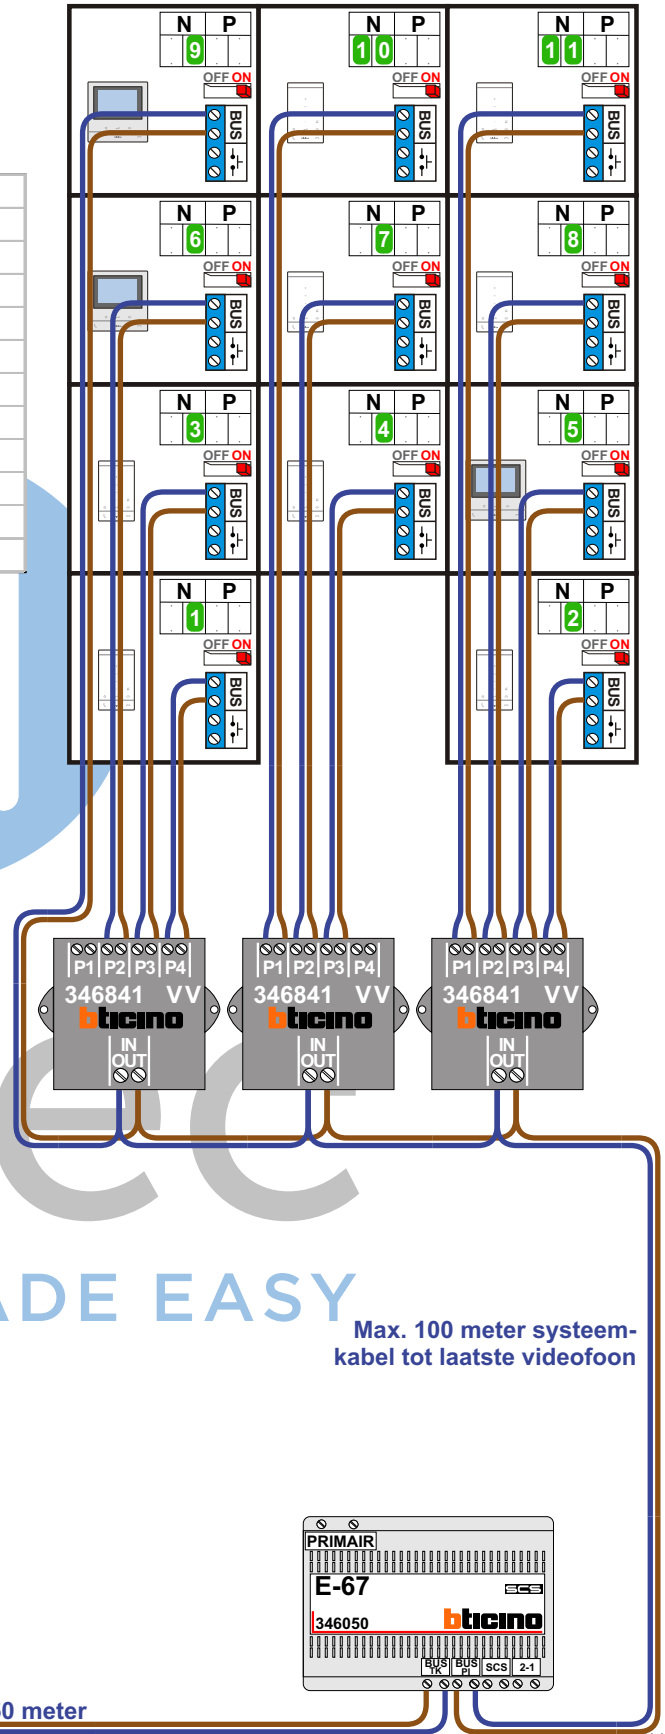 N P N P N P
9 10 11
OFF ON OFF ON OFF ON
BUS BUS BUS
N P N P N P
6 7 8
OFF ON OFF ON OFF ON
BUS BUS BUS
N P N P N P
3 4 5
OFF ON OFF ON OFF ON
BUS BUS BUS
N P N P
1 2
OFF ON OFF ON
BUS BUS
P1 P2 P3 P4 P1 P2 P3 P4 P1 P2 P3 P4
346841 VV 346841 VV 346841 VV
bticino bticino bticino
IN IN IN
OUT OUT OUT
ec
ADE EASY
Max. 100 meter systeem-
kabel tot laatste videofoon
PRIMAIR
E-67 SCS
346050 bticino
BUS TK BUS PI SCS 2-1
0 meter